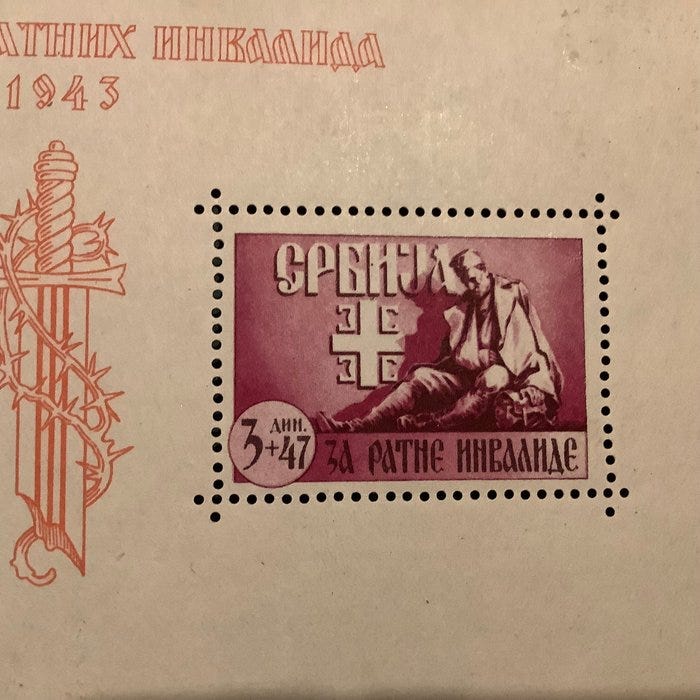 АТНИХ ИНВАЛИДА
1943
СРБИЈА
3 ДИН.
+47
ЗА РАТНЕ ИНВАЛИДЕ